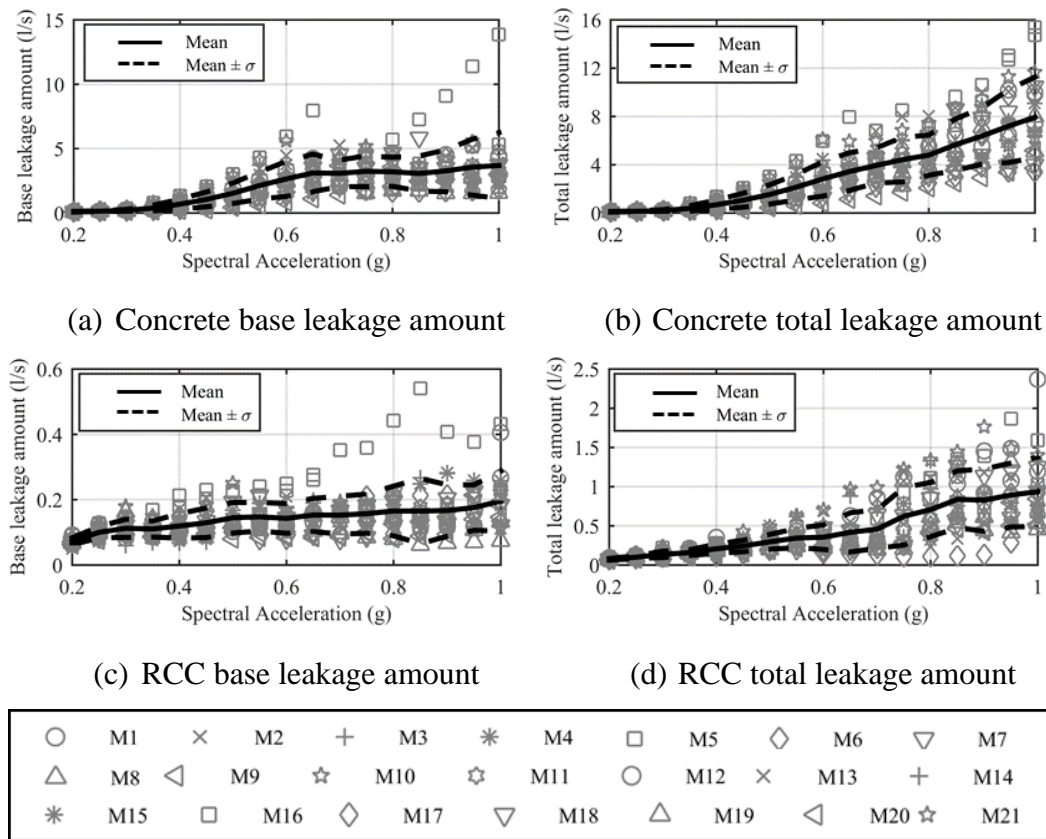 15
10
5
0
Base leakage amount (l/s)
Mean
Mean ± σ
0.2 0.4 0.6 0.8 1
Spectral Acceleration (g)
16
12
8
4
0
Total leakage amount (l/s)
Mean
Mean ± σ
0.2 0.4 0.6 0.8 1
Spectral Acceleration (g)
(a) Concrete base leakage amount
(b) Concrete total leakage amount
0.6
0.4
0.2
0
Base leakage amount (l/s)
Mean
Mean ± σ
0.2 0.4 0.6 0.8 1
Spectral Acceleration (g)
2.5
2
1.5
1
0.5
0
Total leakage amount (l/s)
Mean
Mean ± σ
0.2 0.4 0.6 0.8 1
Spectral Acceleration (g)
(c) RCC base leakage amount
(d) RCC total leakage amount
M1 M2 M3 M4 M5 M6 M7
M8 M9 M10 M11 M12 M13 M14
M15 M16 M17 M18 M19 M20 M21